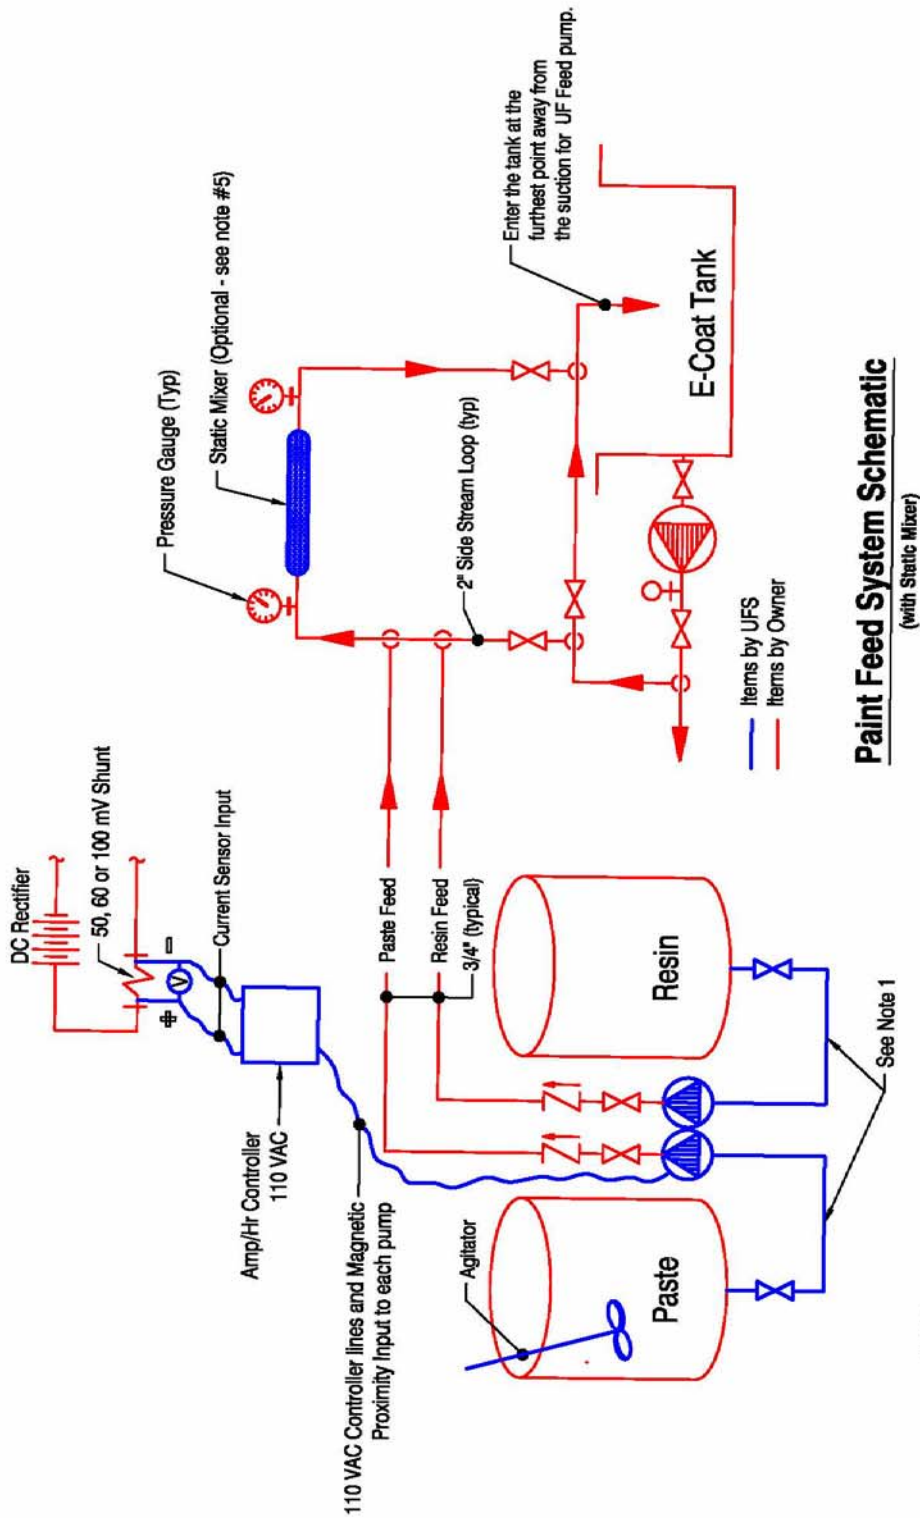 DC Rectifier
50, 60 or 100 mV Shunt
+
−
V
Current Sensor Input
Amp/Hr Controller
110 VAC
110 VAC Controller lines and Magnetic
Proximity Input to each pump
Agitator
Paste
Resin
See Note 1
Paste Feed
Resin Feed
3/4" (typical)
Pressure Gauge (Typ)
Static Mixer (Optional - see note #5)
2" Side Stream Loop (typ)
Enter the tank at the
furthest point away from
the suction for UF Feed pump.
E-Coat Tank
Items by UFS
Items by Owner
Paint Feed System Schematic
(with Static Mixer)